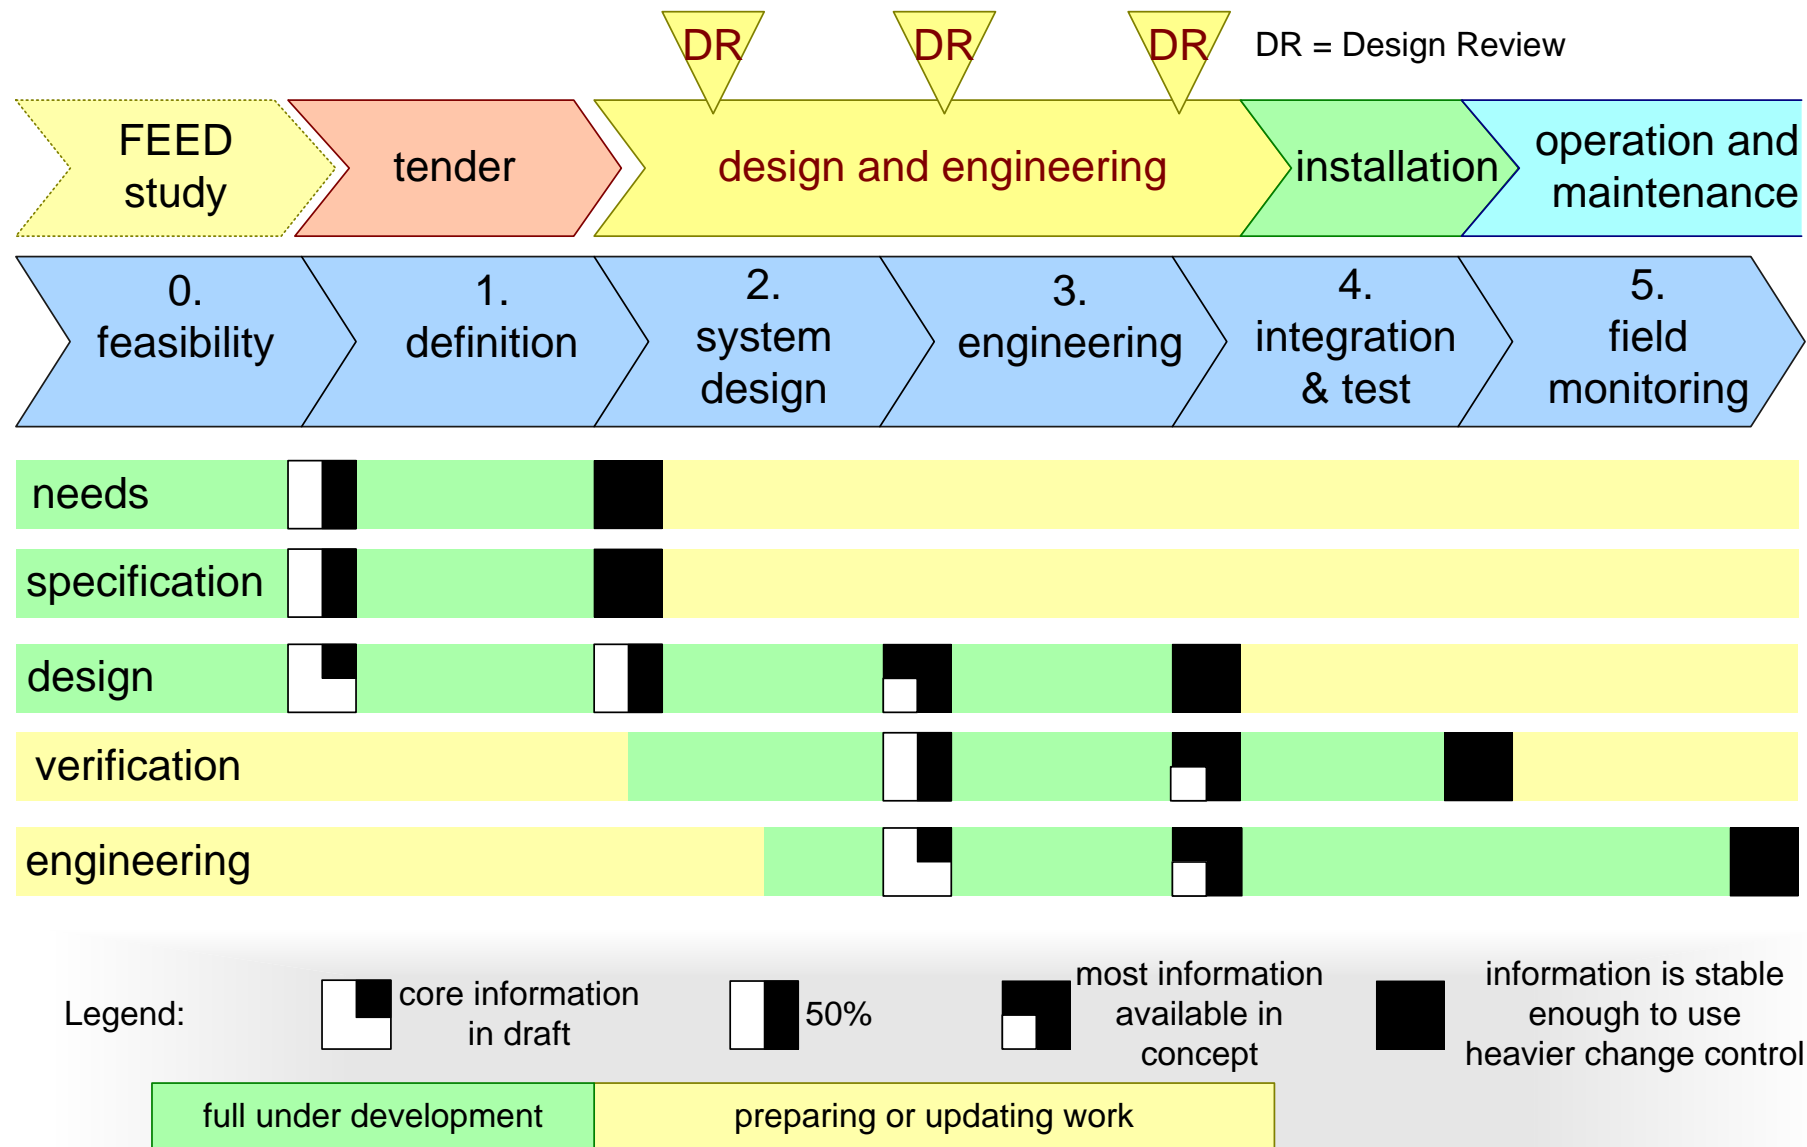 DR
DR
DR
DR = Design Review
FEED
study
tender
design and engineering
installation
operation and
maintenance
0.
feasibility
1.
definition
2.
system
design
3.
engineering
4.
integration
& test
5.
field
monitoring
needs
specification
design
verification
engineering
Legend:
core information
in draft
50%
most information
available in
concept
information is stable
enough to use
heavier change control
full under development
preparing or updating work